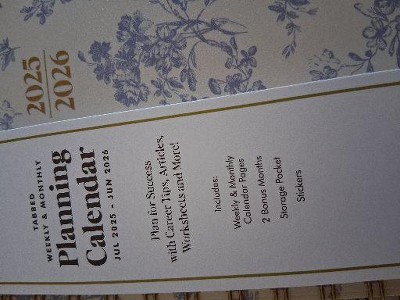 2025
2026
TABBED
WEEKLY & MONTHLY
Planning
Calendar
JUL 2025 - JUN 2026
Plan for Success
with Career Tips, Articles,
Worksheets and More!
Includes:
Weekly & Monthly
Calendar Pages
2 Bonus Months
Storage Pocket
Stickers